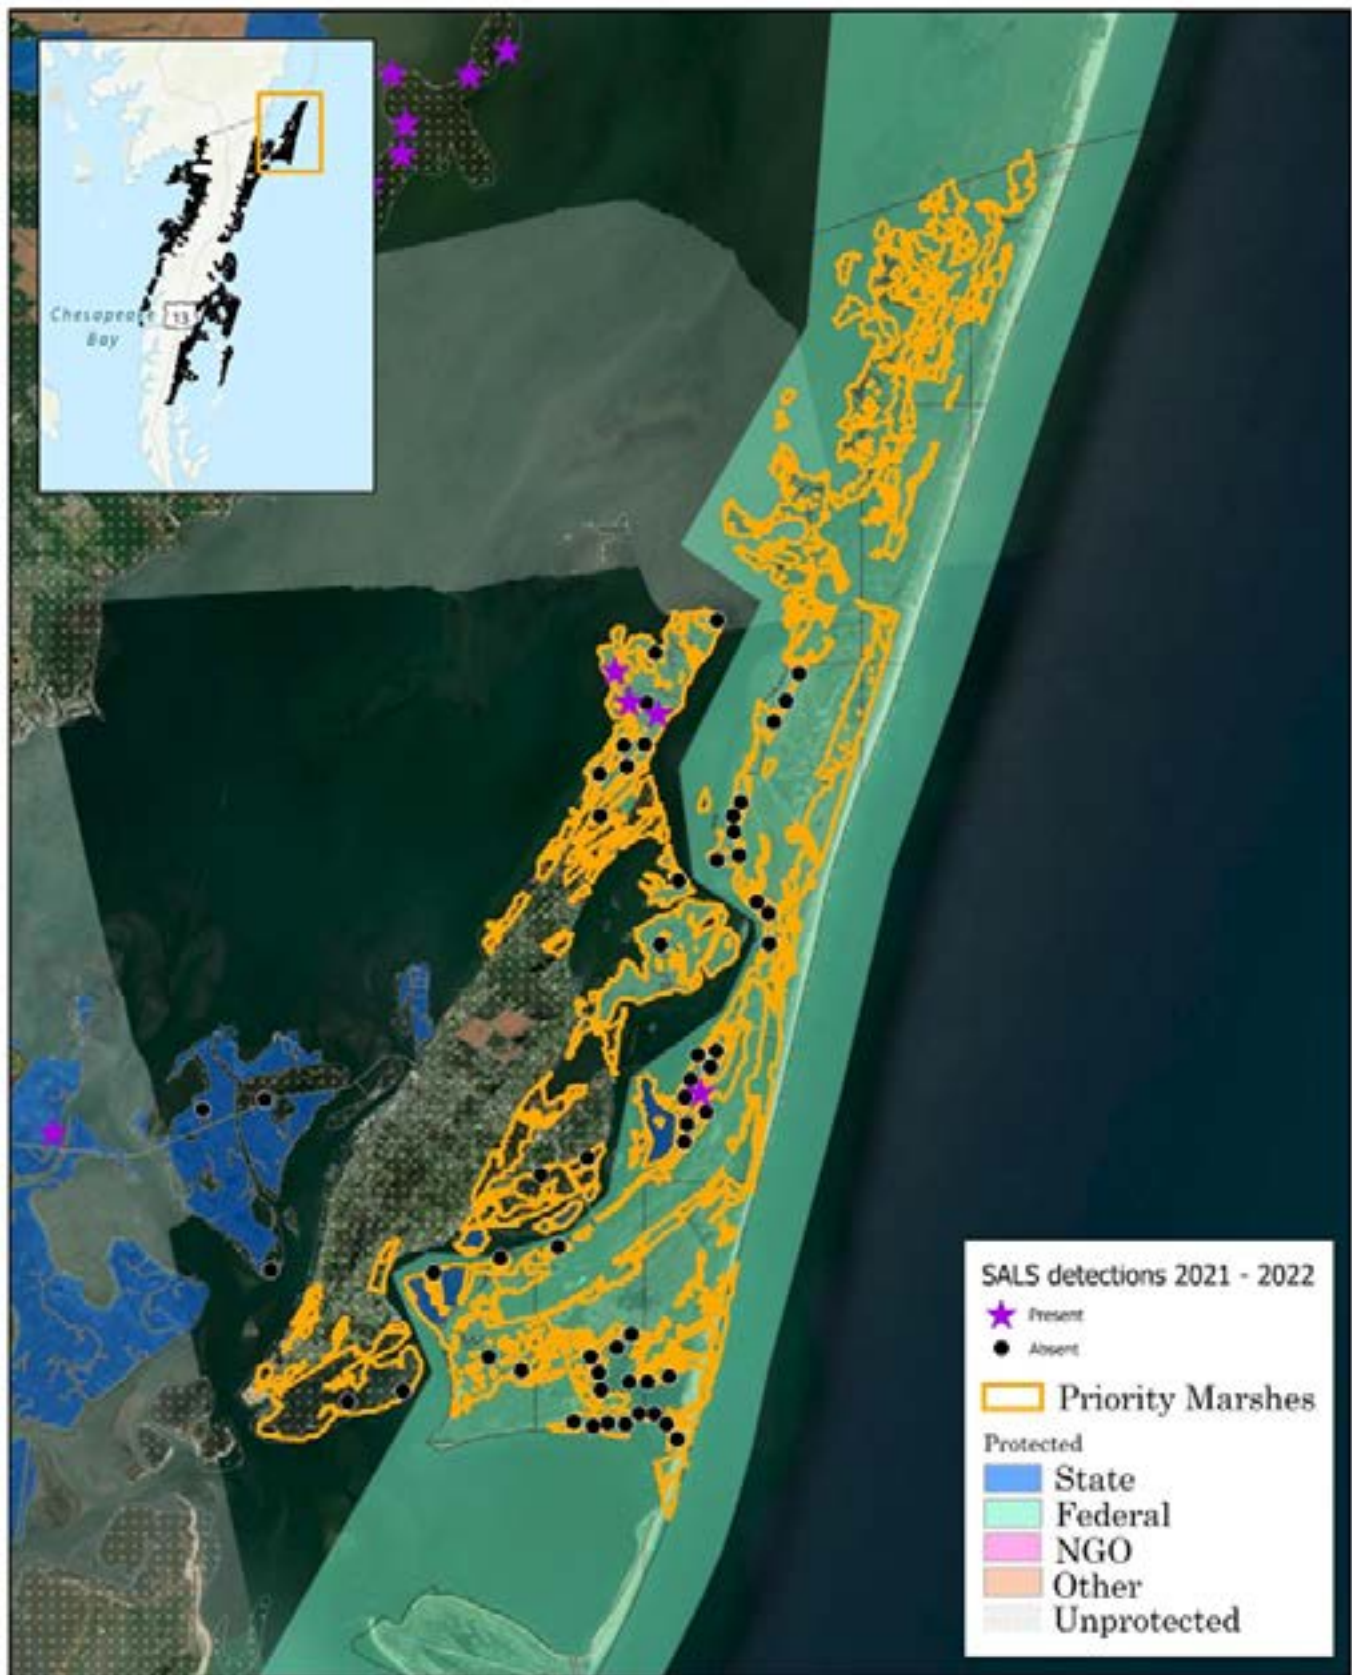 Chesapeake
Bay
13
SALS detections 2021 - 2022
Present
Absent
Priority Marshes
Protected
State
Federal
NGO
Other
Unprotected